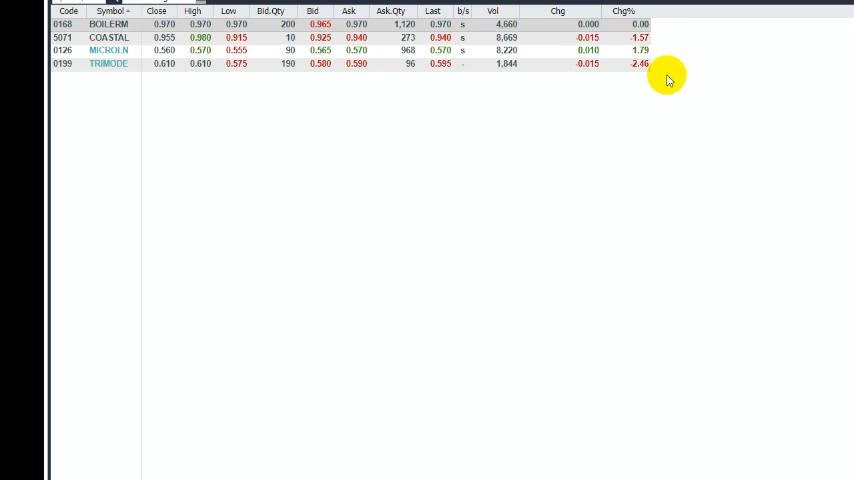 Code Symbol Close High Low Bid.Qty Bid Ask Ask.Qty Last b/s Vol Chg Chg%
0168 BOILERM 0.970 0.970 0.970 200 0.965 0.970 1,120 0.970 s 4,660 0.000 0.00
5071 COASTAL 0.955 0.980 0.915 10 0.925 0.940 273 0.940 s 8,669 -0.015 -1.57
0126 MICROLN 0.560 0.570 0.555 90 0.565 0.570 968 0.570 s 8,220 0.010 1.79
0199 TRIMODE 0.610 0.610 0.575 190 0.580 0.590 96 0.595 - 1,844 -0.015 -2.46